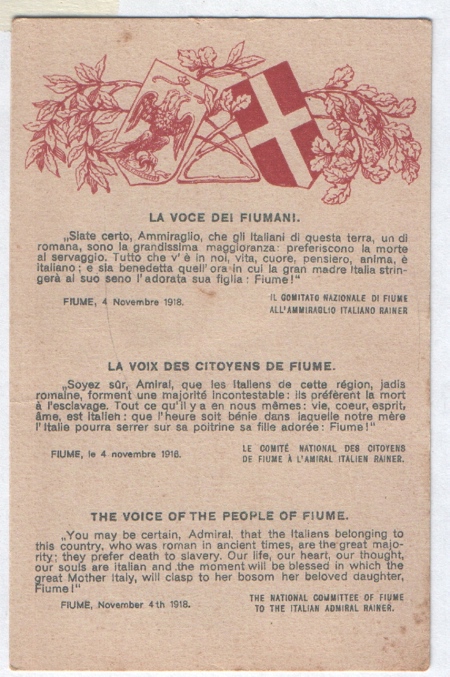 LA VOCE DEI FIUMANI.
„Siate certo, Ammiraglio, che gli Italiani di questa terra, un dì
romana, sono la grandissima maggioranza: preferiscono la morte
al servaggio. Tutto che v' è in noi, vita, cuore, pensiero, anima, è
italiano; e sia benedetta quell' ora in cui la gran madre Italia strin-
gerà al suo seno l'adorata sua figlia: Fiume!"
FIUME, 4 Novembre 1918.
IL COMITATO NAZIONALE DI FIUME
ALL'AMMIRAGLIO ITALIANO RAINER
LA VOIX DES CITOYENS DE FIUME.
„Soyez sûr, Amiral, que les Italiens de cette région, jadis
romaine, forment une majorité incontestable: ils préfèrent la mort
à l'esclavage. Tout ce qu'il y a en nous mêmes: vie, coeur, esprit,
âme, est italien: que l'heure soit bénie dans laquelle notre mère
l'Italie pourra serrer sur sa poitrine sa fille adorée: Fiume!"
FIUME, le 4 novembre 1918.
LE COMITÉ NATIONAL DES CITOYENS
DE FIUME À L'AMIRAL ITALIEN RAINER.
THE VOICE OF THE PEOPLE OF FIUME.
„You may be certain, Admiral, that the Italians belonging to
this country, who was roman in ancient times, are the great majo-
rity; they prefer death to slavery. Our life, our heart, our thought,
our souls are italian and the moment will be blessed in which the
great Mother Italy, will clasp to her bosom her beloved daughter,
Fiume!"
FIUME, November 4th 1918.
THE NATIONAL COMMITTEE OF FIUME
TO THE ITALIAN ADMIRAL RAINER.